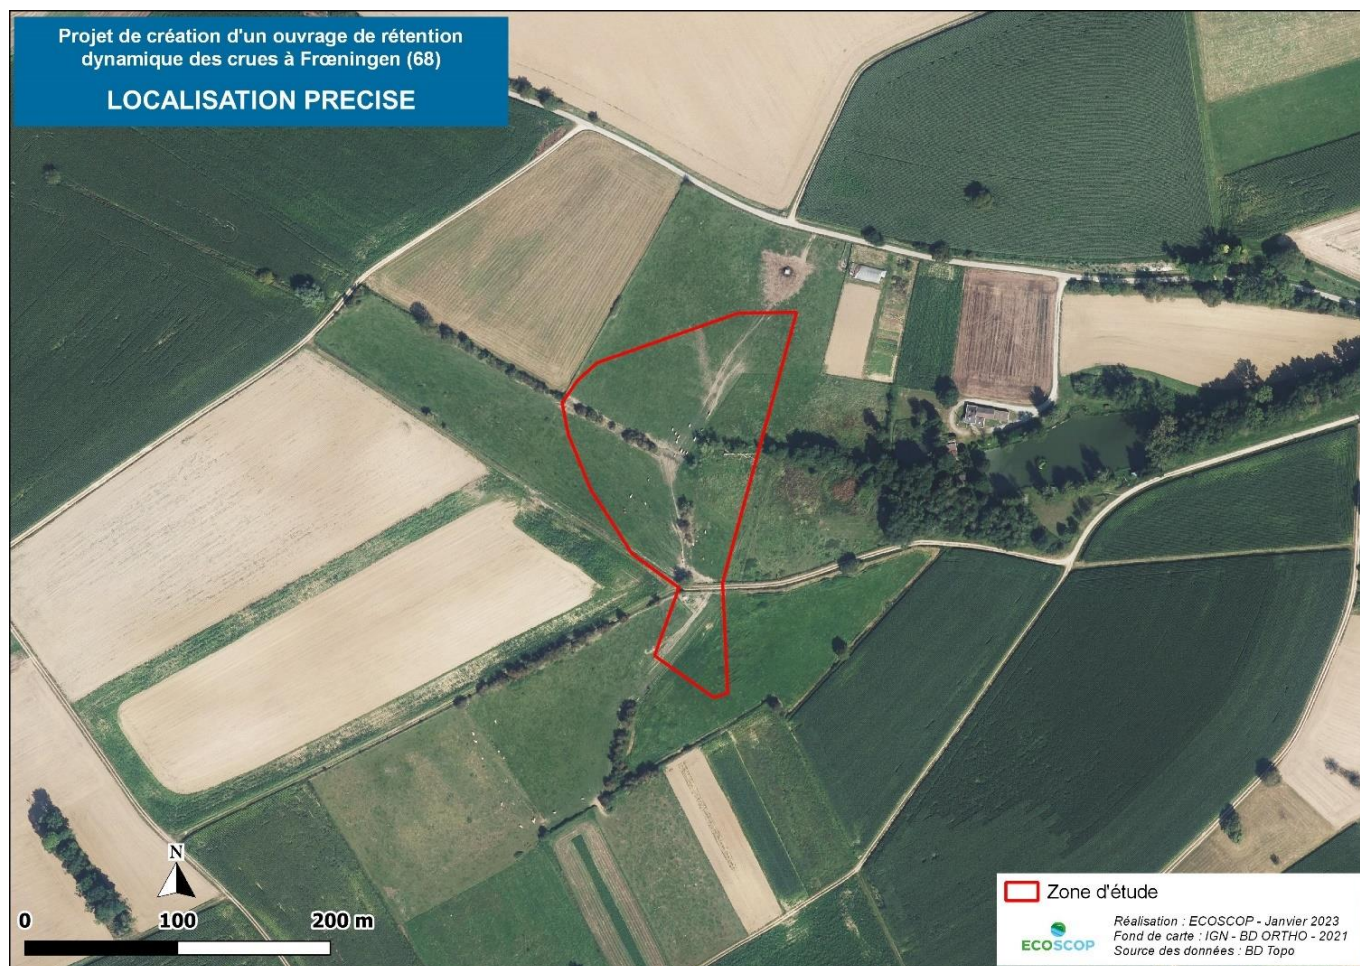 Projet de création d'un ouvrage de rétention
dynamique des crues à Frœningen (68)
LOCALISATION PRECISE
N
0 100 200 m
Zone d'étude
Réalisation : ECOSCOP - Janvier 2023
Fond de carte : IGN - BD ORTHO - 2021
Source des données : BD Topo
ECOSCOP